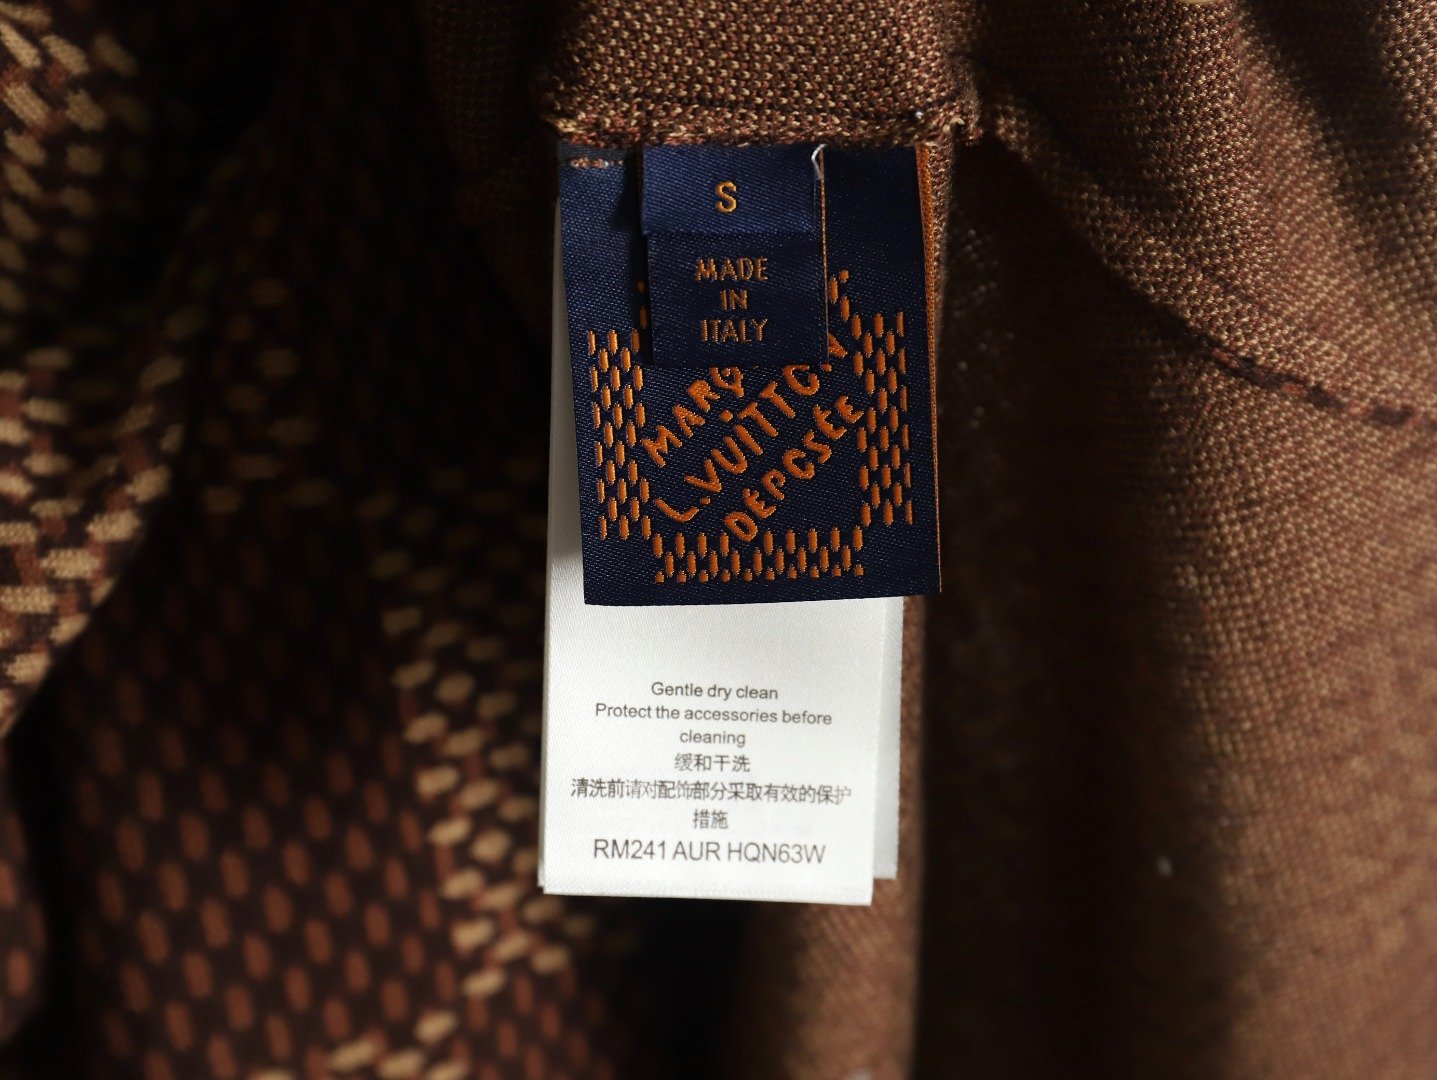 S
MADE
IN
ITALY
MARQ
L.VUITTON
DÉPOSÉE
Gentle dry clean
Protect the accessories before
cleaning
缓和干洗
清洗前请对配饰部分采取有效的保护
措施
RM241 AUR HQN63W